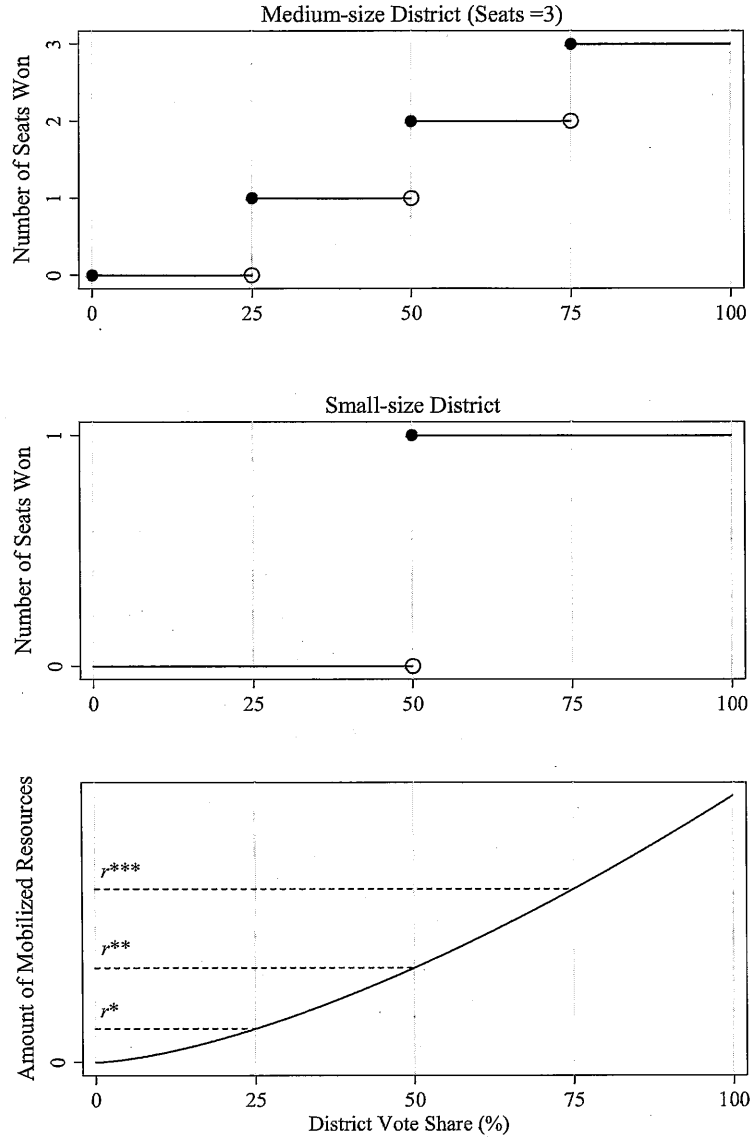 Medium-size District (Seats =3)
Number of Seats Won
3
2
1
0
0 25 50 75 100
Small-size District
Number of Seats Won
1
0
0 25 50 75 100
Amount of Mobilized Resources
r***
r**
r*
0
0 25 50 75 100
District Vote Share (%)